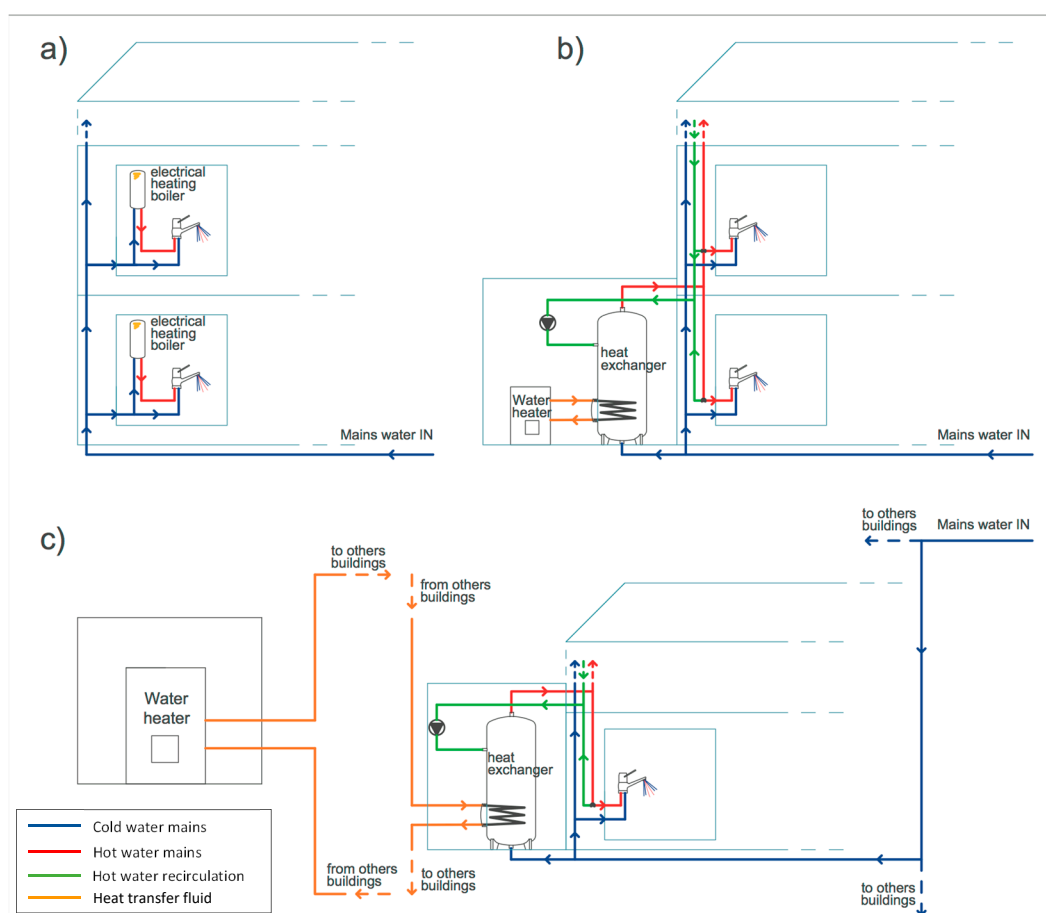 a)
electrical
heating
boiler
electrical
heating
boiler
Mains water IN
b)
heat
exchanger
Water
heater
Mains water IN
c)
to others
buildings
Mains water IN
to others
buildings
from others
buildings
Water
heater
heat
exchanger
from others
buildings
to others
buildings
to others
buildings
Cold water mains
Hot water mains
Hot water recirculation
Heat transfer fluid